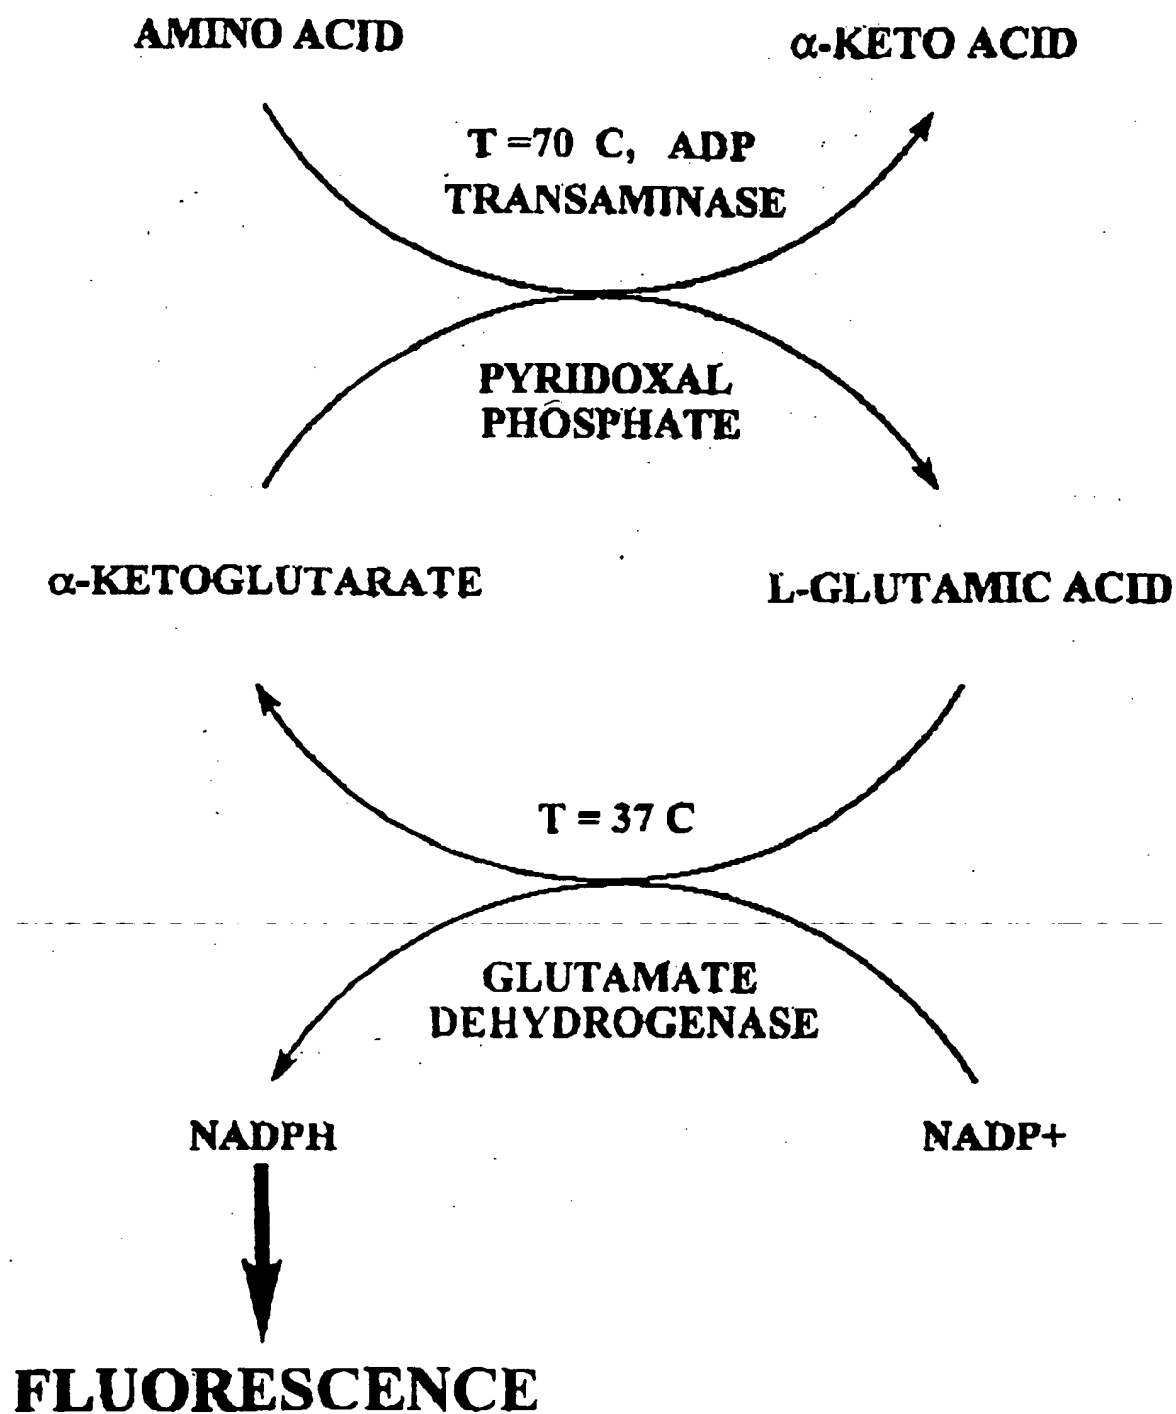 AMINO ACID
α-KETO ACID
T =70 C, ADP
TRANSAMINASE
PYRIDOXAL
PHOSPHATE
α-KETOGLUTARATE
L-GLUTAMIC ACID
T = 37 C
GLUTAMATE
DEHYDROGENASE
NADPH
NADP+
FLUORESCENCE